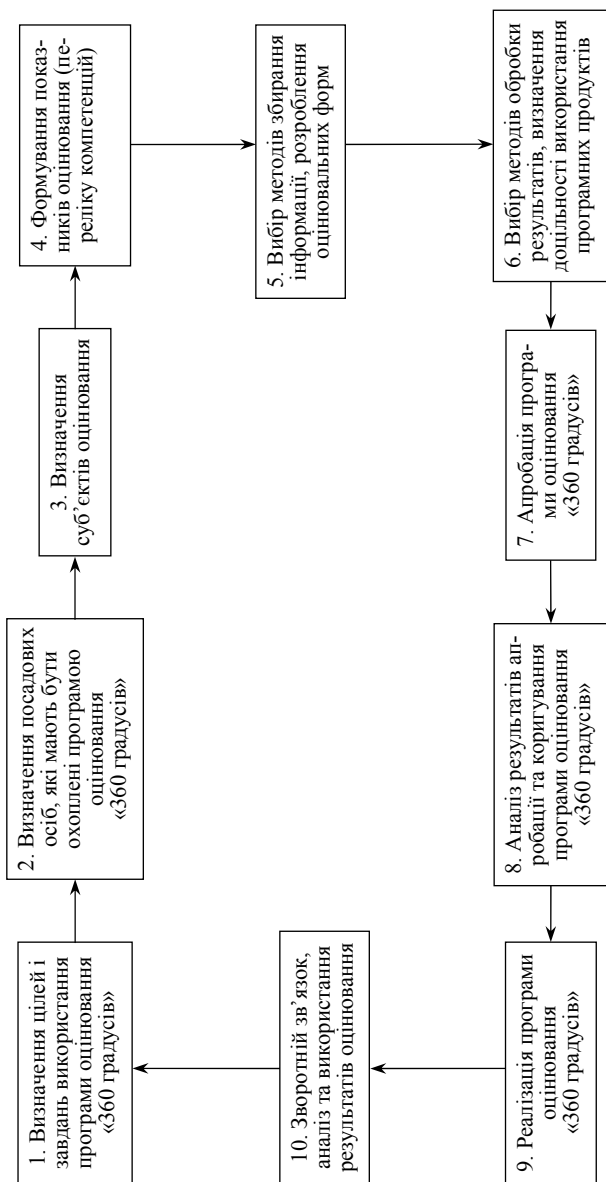 1. Визначення цілей і
завдань використання
програми оцінювання
«360 градусів»
2. Визначення посадових
осіб, які мають бути
охоплені програмою
оцінювання
«360 градусів»
3. Визначення
суб’єктів оцінювання
4. Формування показ-
ників оцінювання (пе-
реліку компетенцій)
5. Вибір методів збирання
інформації, розроблення
оцінювальних форм
6. Вибір методів обробки
результатів, визначення
доцільності використання
програмних продуктів
7. Апробація програ-
ми оцінювання
«360 градусів»
8. Аналіз результатів ап-
робації та коригування
програми оцінювання
«360 градусів»
9. Реалізація програми
оцінювання
«360 градусів»
10. Зворотній зв’язок,
аналіз та використання
результатів оцінювання